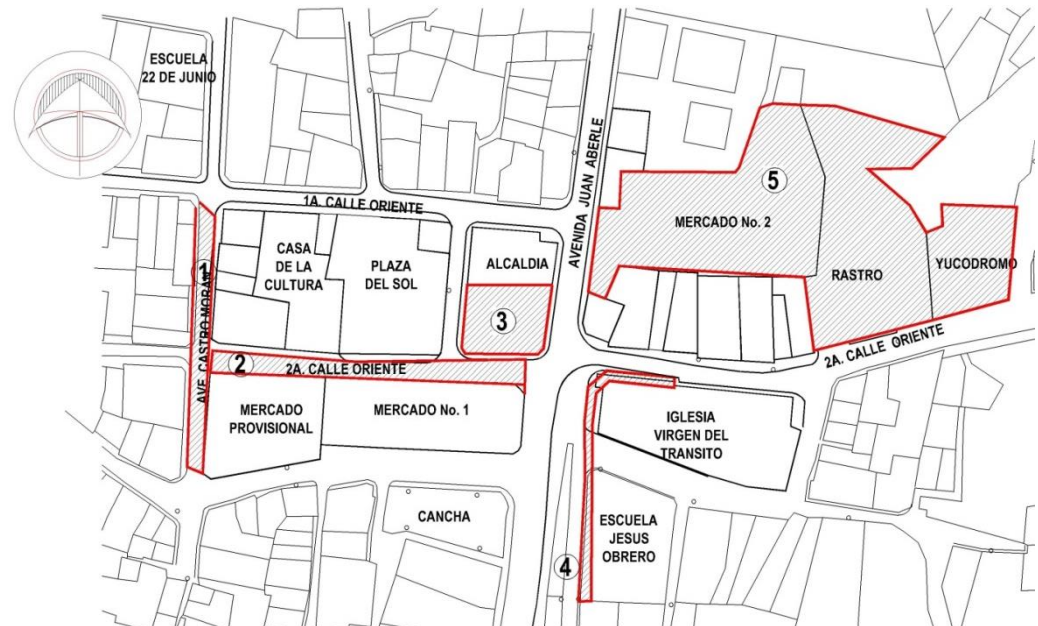 ESCUELA
22 DE JUNIO
1A. CALLE ORIENTE
AVENIDA JUAN ABERLE
5
MERCADO No. 2
RASTRO
YUCODROMO
1
AVE. CASTRO MORAN
CASA
DE LA
CULTURA
PLAZA
DEL SOL
ALCALDIA
3
2
2A. CALLE ORIENTE
2A. CALLE ORIENTE
MERCADO
PROVISIONAL
MERCADO No. 1
IGLESIA
VIRGEN DEL
TRANSITO
CANCHA
ESCUELA
JESUS
OBRERO
4